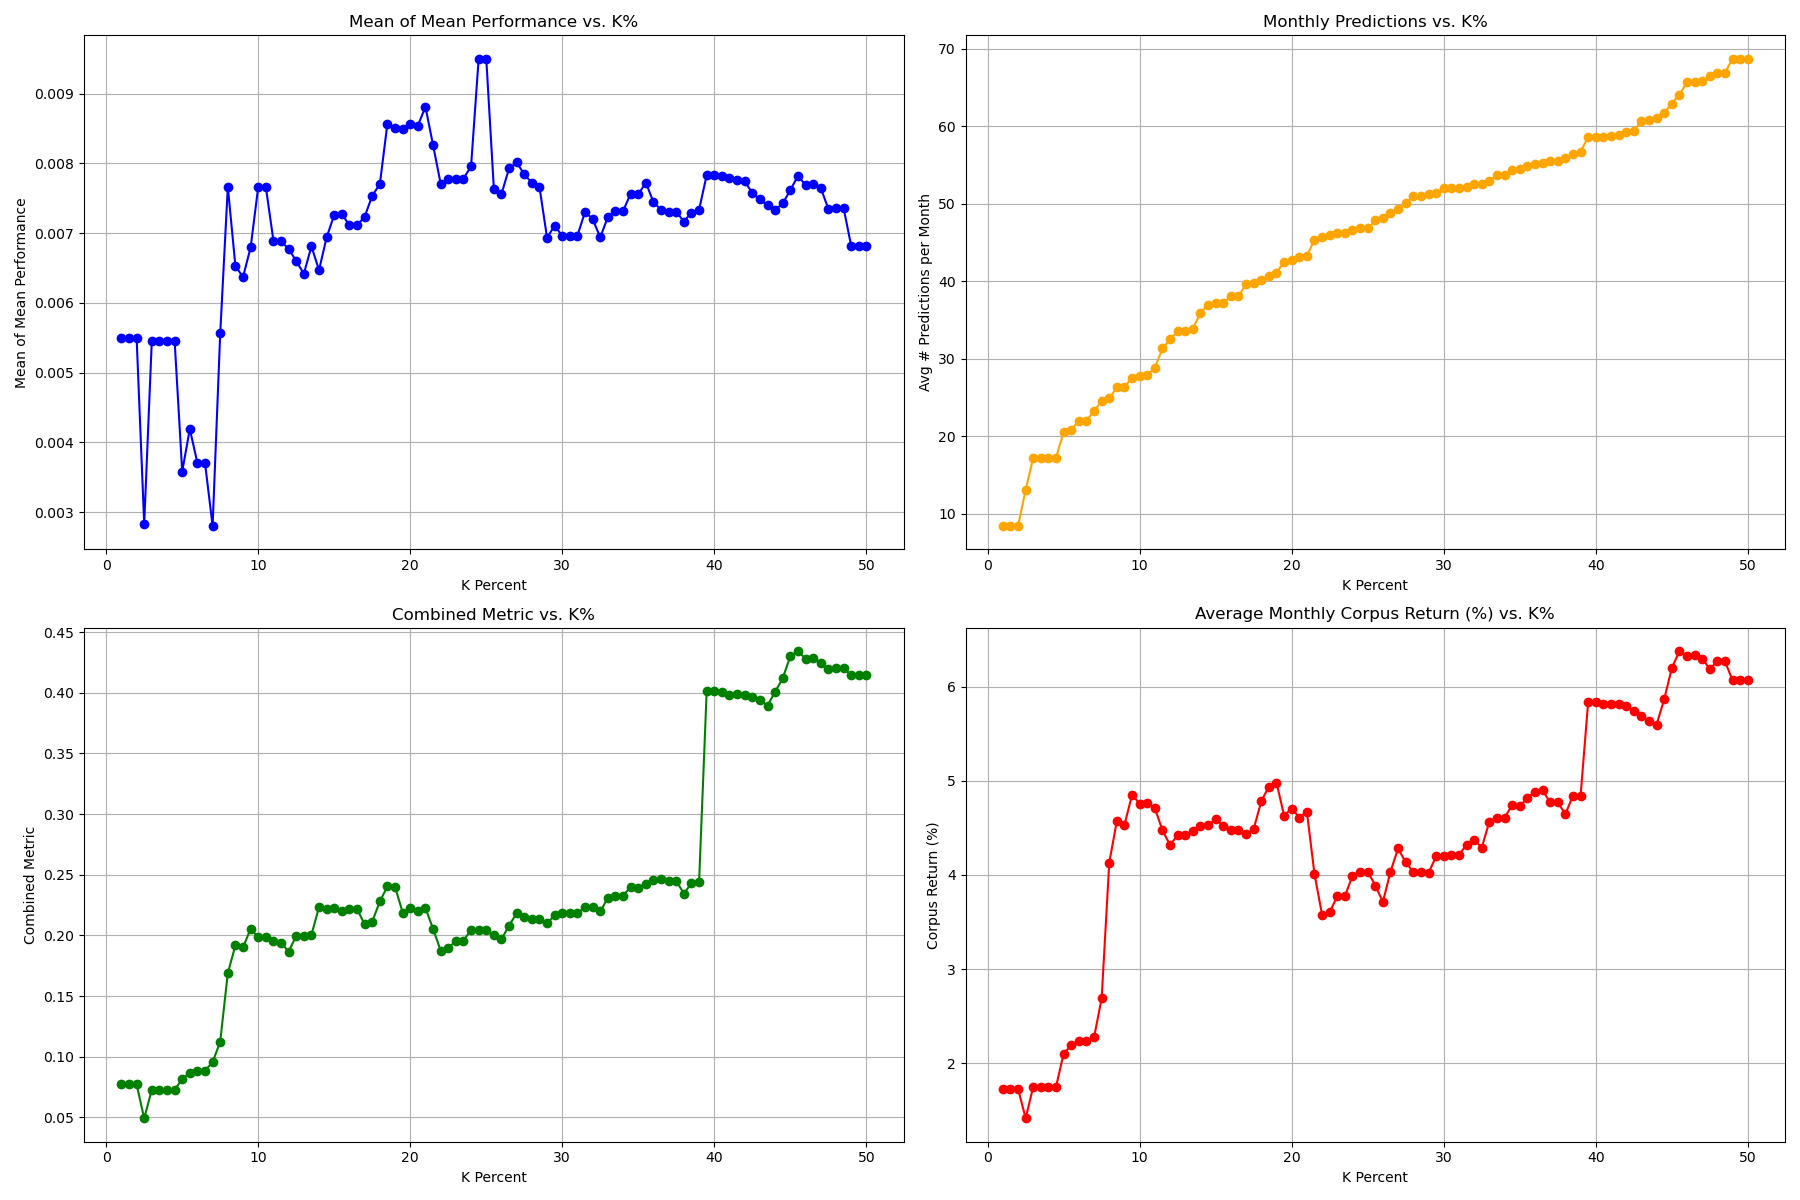 Mean of Mean Performance vs. K%
Mean of Mean Performance
0.009
0.008
0.007
0.006
0.005
0.004
0.003
0 10 20 30 40 50
K Percent
Monthly Predictions vs. K%
Avg # Predictions per Month
70
60
50
40
30
20
10
0 10 20 30 40 50
K Percent
Combined Metric vs. K%
Combined Metric
0.45
0.40
0.35
0.30
0.25
0.20
0.15
0.10
0.05
0 10 20 30 40 50
K Percent
Average Monthly Corpus Return (%) vs. K%
Corpus Return (%)
6
5
4
3
2
0 10 20 30 40 50
K Percent